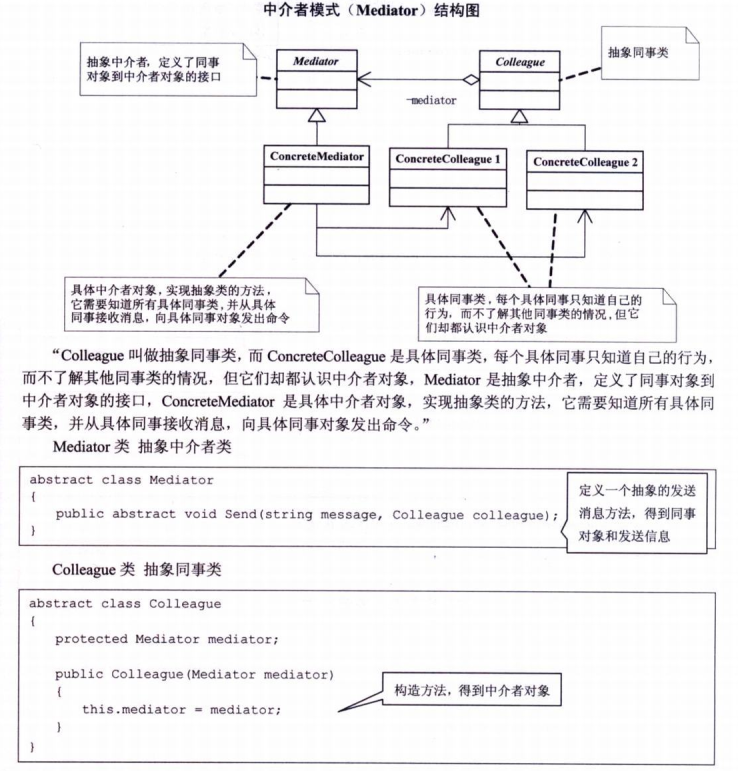 中介者模式（Mediator）结构图
抽象中介者，定义了同事
对象到中介者对象的接口
Mediator
Colleague
抽象同事类
-mediator
ConcreteMediator
ConcreteColleague 1
ConcreteColleague 2
具体中介者对象，实现抽象类的方法，
它需要知道所有具体同事类，并从具体
同事接收消息，向具体同事对象发出命令
具体同事类，每个具体同事只知道自己的
行为，而不了解其他同事类的情况，但它
们却都认识中介者对象
“Colleague 叫做抽象同事类，而 ConcreteColleague 是具体同事类，每个具体同事只知道自己的行为，
而不了解其他同事类的情况，但它们却都认识中介者对象，Mediator 是抽象中介者，定义了同事对象到
中介者对象的接口，ConcreteMediator 是具体中介者对象，实现抽象类的方法，它需要知道所有具体同
事类，并从具体同事接收消息，向具体同事对象发出命令。”
Mediator 类 抽象中介者类
abstract class Mediator
{
public abstract void Send(string message, Colleague colleague);
}
定义一个抽象的发送
消息方法，得到同事
对象和发送信息
Colleague 类 抽象同事类
abstract class Colleague
{
protected Mediator mediator;
public Colleague(Mediator mediator)
{
this.mediator = mediator;
}
}
构造方法，得到中介者对象